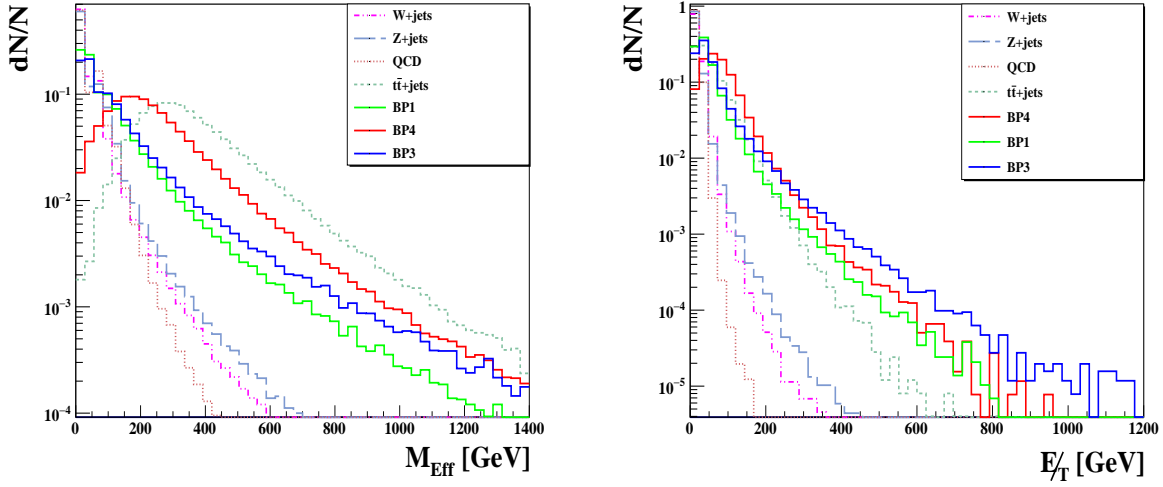 dN/N
W+jets
Z+jets
QCD
tt̄+jets
BP1
BP4
BP3
10⁻¹
10⁻²
10⁻³
10⁻⁴
0 200 400 600 800 1000 1200 1400
M_Eff [GeV]
dN/N
1
W+jets
Z+jets
QCD
tt̄+jets
BP4
BP1
BP3
10⁻¹
10⁻²
10⁻³
10⁻⁴
10⁻⁵
0 200 400 600 800 1000 1200
E̸_T [GeV]